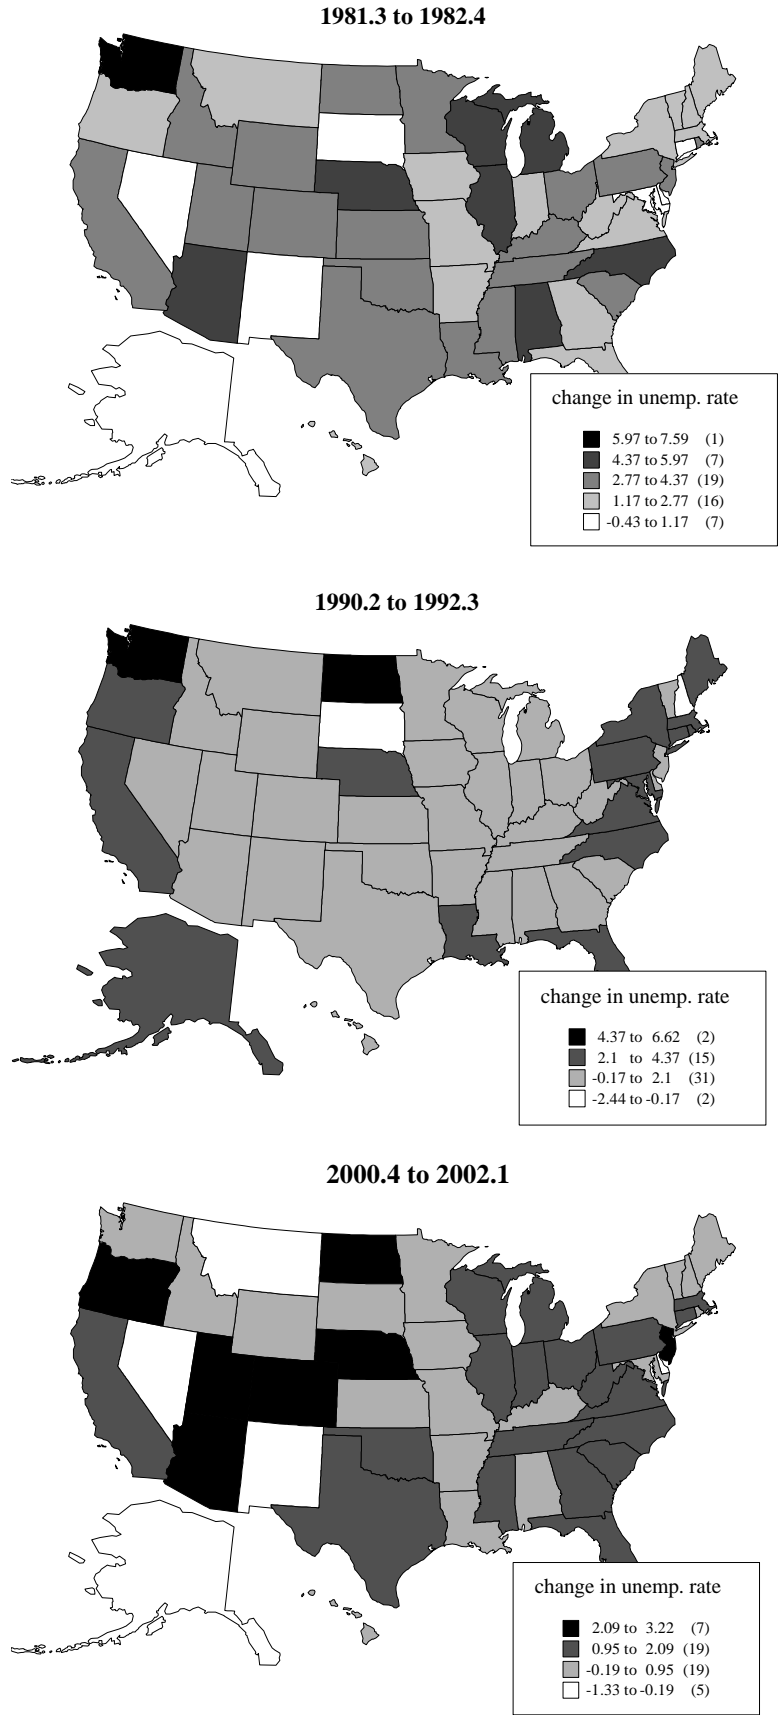 1981.3 to 1982.4
change in unemp. rate
5.97 to 7.59 (1)
4.37 to 5.97 (7)
2.77 to 4.37 (19)
1.17 to 2.77 (16)
-0.43 to 1.17 (7)
1990.2 to 1992.3
change in unemp. rate
4.37 to 6.62 (2)
2.1 to 4.37 (15)
-0.17 to 2.1 (31)
-2.44 to -0.17 (2)
2000.4 to 2002.1
change in unemp. rate
2.09 to 3.22 (7)
0.95 to 2.09 (19)
-0.19 to 0.95 (19)
-1.33 to -0.19 (5)